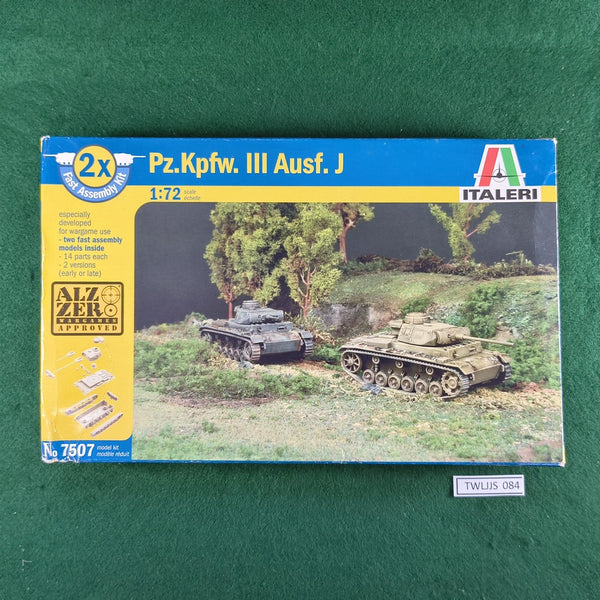 2x
Fast Assembly Kit
Pz.Kpfw. III Ausf. J
ITALERI
1:72 scale
échelle
especially
developed
for wargame use
- two fast assembly
models inside
- 14 parts each
- 2 versions
(early or late)
ALZ
ZERO
WARGAMES
APPROVED
No 7507 model kit
modèle réduit
TWLJJS 084